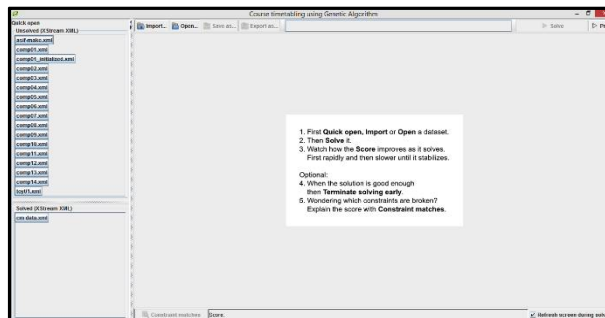 Course timetabling using Genetic Algorithm
Quick open
Unsolved (XStream XML)
asif-mako.xml
comp01.xml
comp01_initialized.xml
comp02.xml
comp03.xml
comp04.xml
comp05.xml
comp06.xml
comp07.xml
comp08.xml
comp09.xml
comp10.xml
comp11.xml
comp12.xml
comp13.xml
comp14.xml
toy01.xml
Solved (XStream XML)
Import... Open... Save as... Export as... Solve
1. First Quick open, Import or Open a dataset.
2. Then Solve it.
3. Watch how the Score improves as it solves.
First rapidly and then slower until it stabilizes.
Optional:
4. When the solution is good enough
then Terminate solving early.
5. Wondering which constraints are broken?
Explain the score with Constraint matches.
Constraint matches Score: Refresh screen during